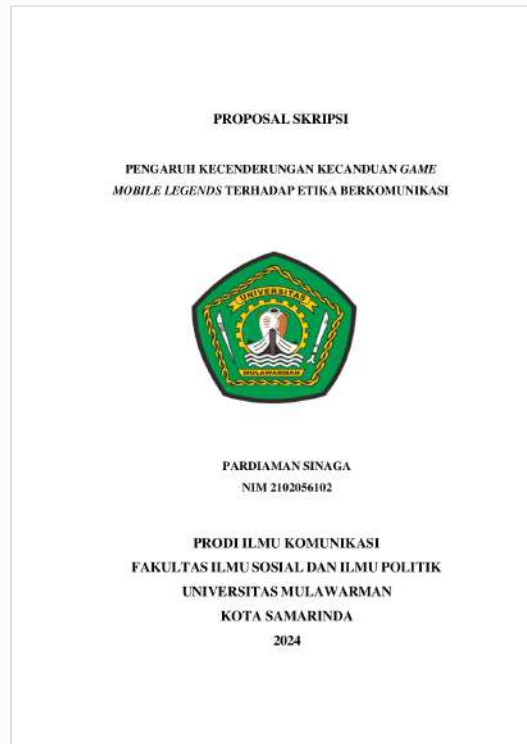 PROPOSAL SKRIPSI
PENGARUH KECENDERUNGAN KECANDUAN GAME
MOBILE LEGENDS TERHADAP ETIKA BERKOMUNIKASI
UNIVERSITAS
MULAWARMAN
PARDIAMAN SINAGA
NIM 2102056102
PRODI ILMU KOMUNIKASI
FAKULTAS ILMU SOSIAL DAN ILMU POLITIK
UNIVERSITAS MULAWARMAN
KOTA SAMARINDA
2024